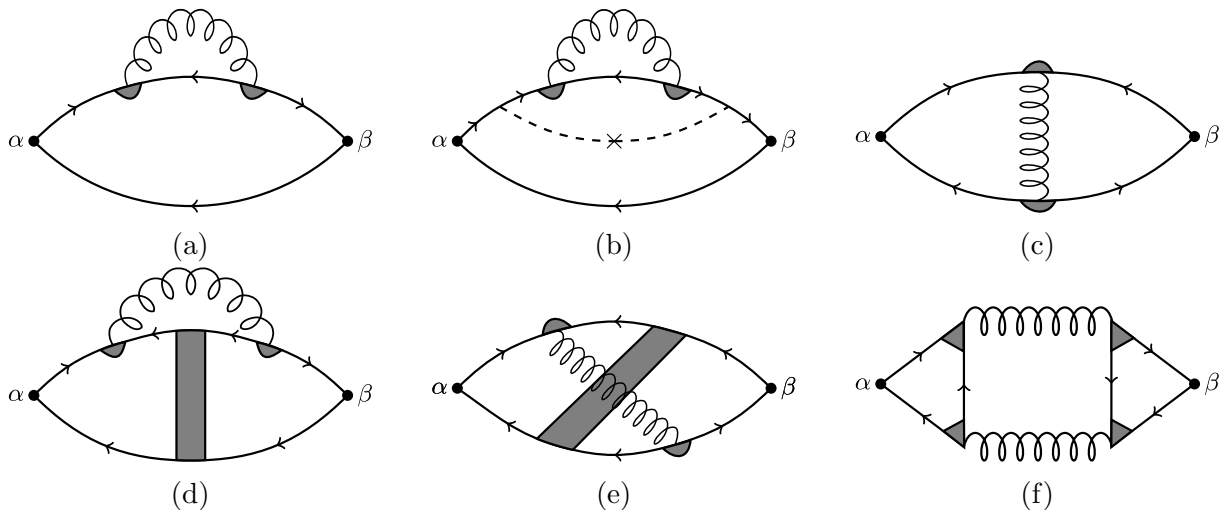 α β α β α β
(a) (b) (c)
α β α β α β
(d) (e) (f)